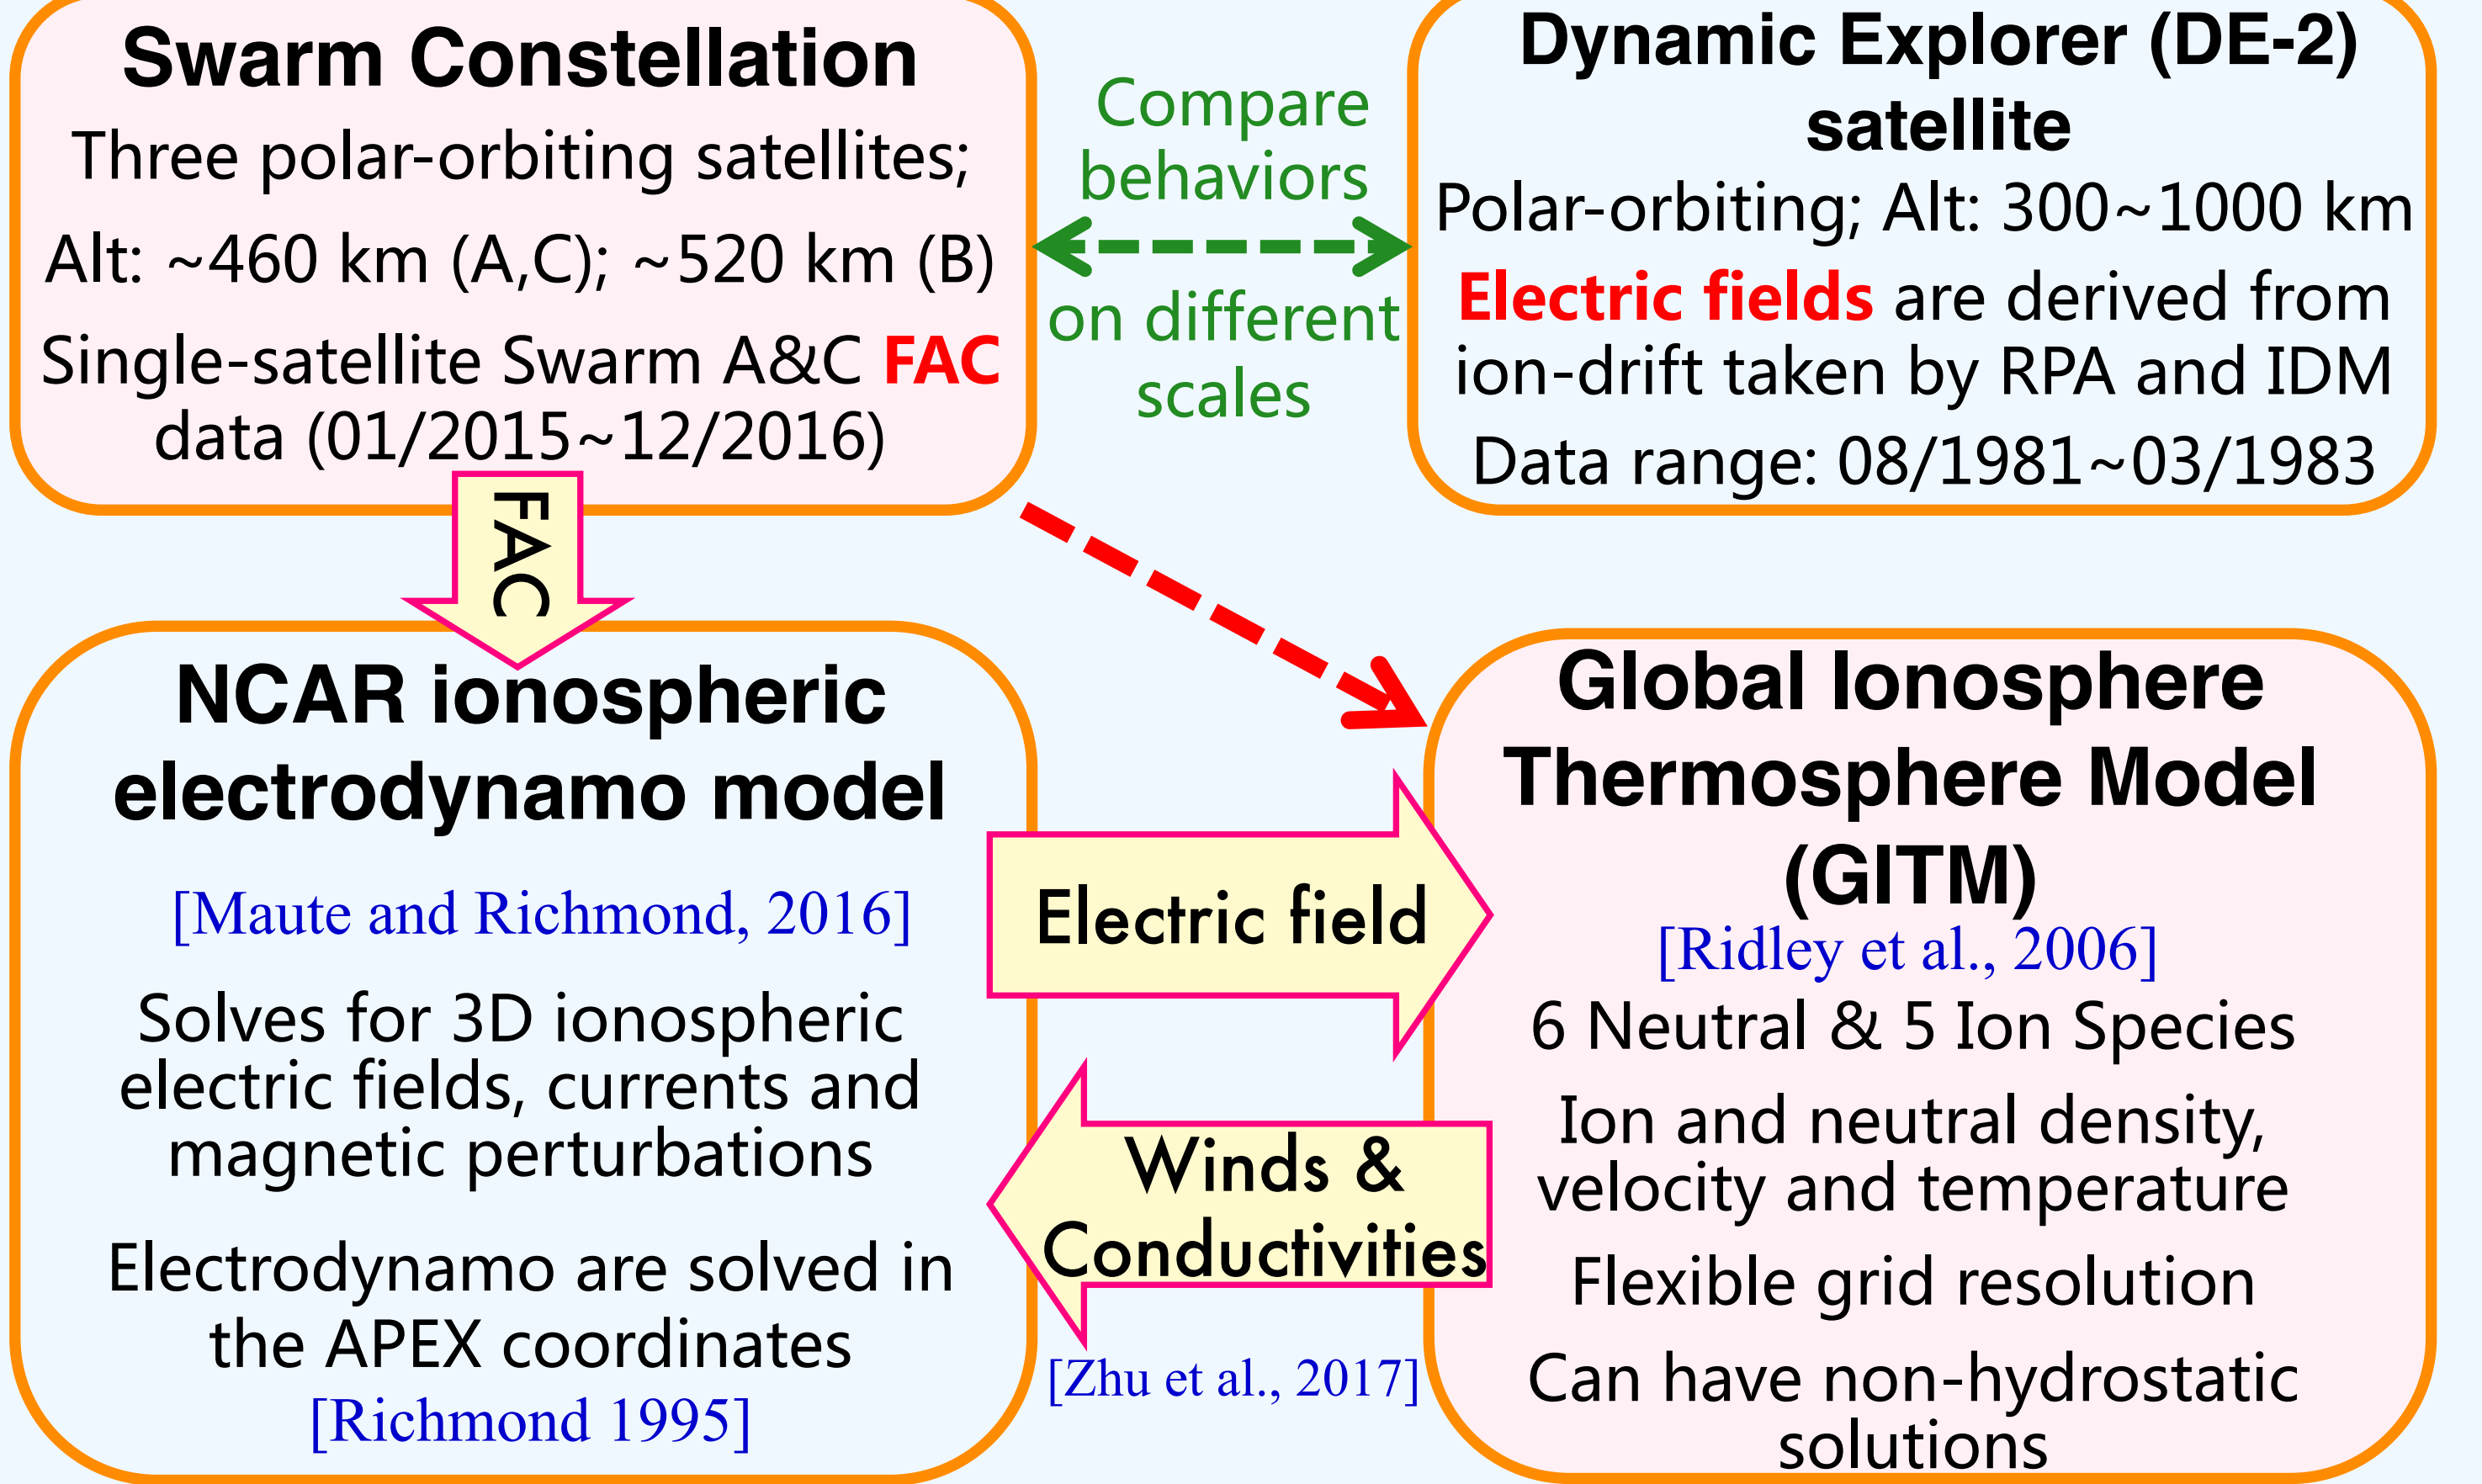 Swarm Constellation
Three polar-orbiting satellites;
Alt: ~460 km (A,C); ~520 km (B)
Single-satellite Swarm A&C FAC
data (01/2015~12/2016)
Compare
behaviors
on different
scales
Dynamic Explorer (DE-2)
satellite
Polar-orbiting; Alt: 300~1000 km
Electric fields are derived from
ion-drift taken by RPA and IDM
Data range: 08/1981~03/1983
FAC
NCAR ionospheric
electrodynamo model
[Maute and Richmond, 2016]
Solves for 3D ionospheric
electric fields, currents and
magnetic perturbations
Electrodynamo are solved in
the APEX coordinates
[Richmond 1995]
Electric field
Winds &
Conductivities
[Zhu et al., 2017]
Global Ionosphere
Thermosphere Model
(GITM)
[Ridley et al., 2006]
6 Neutral & 5 Ion Species
Ion and neutral density,
velocity and temperature
Flexible grid resolution
Can have non-hydrostatic
solutions